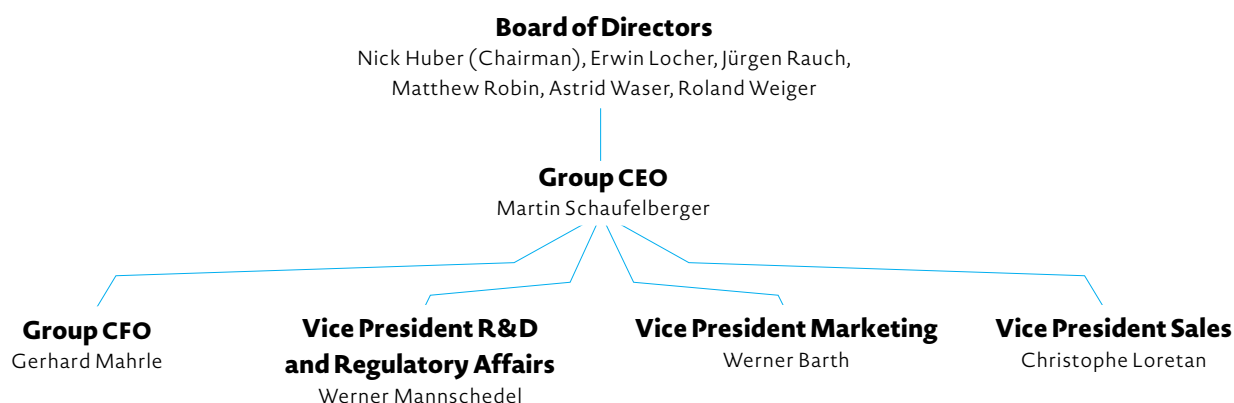 Board of Directors
Nick Huber (Chairman), Erwin Locher, Jürgen Rauch,
Matthew Robin, Astrid Waser, Roland Weiger
Group CEO
Martin Schaufelberger
Group CFO
Gerhard Mahrle
Vice President R&D
and Regulatory Affairs
Werner Mannschedel
Vice President Marketing
Werner Barth
Vice President Sales
Christophe Loretan